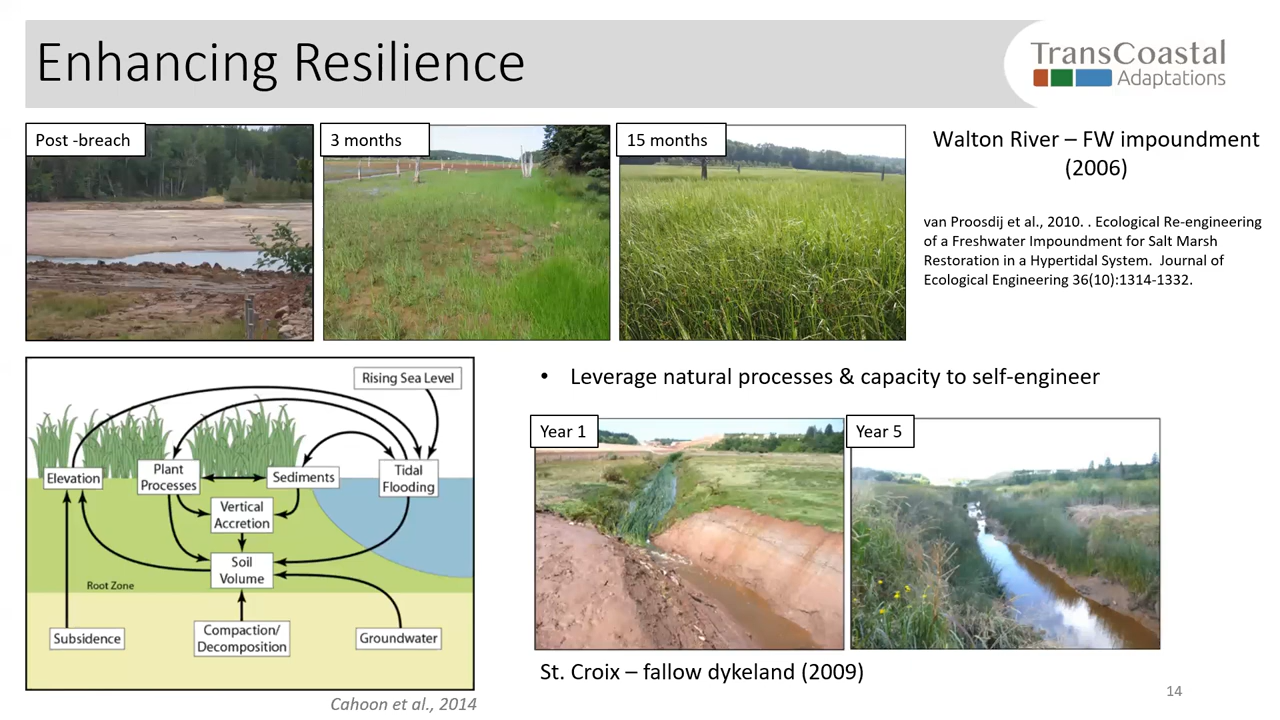 Enhancing Resilience
TransCoastal
Adaptations
Post -breach
3 months
15 months
Walton River – FW impoundment
(2006)
van Proosdij et al., 2010. . Ecological Re-engineering
of a Freshwater Impoundment for Salt Marsh
Restoration in a Hypertidal System. Journal of
Ecological Engineering 36(10):1314-1332.
Rising Sea Level
Elevation
Plant
Processes
Sediments
Tidal
Flooding
Vertical
Accretion
Soil
Volume
Root Zone
Subsidence
Compaction/
Decomposition
Groundwater
Cahoon et al., 2014
• Leverage natural processes & capacity to self-engineer
Year 1
Year 5
St. Croix – fallow dykeland (2009)
14